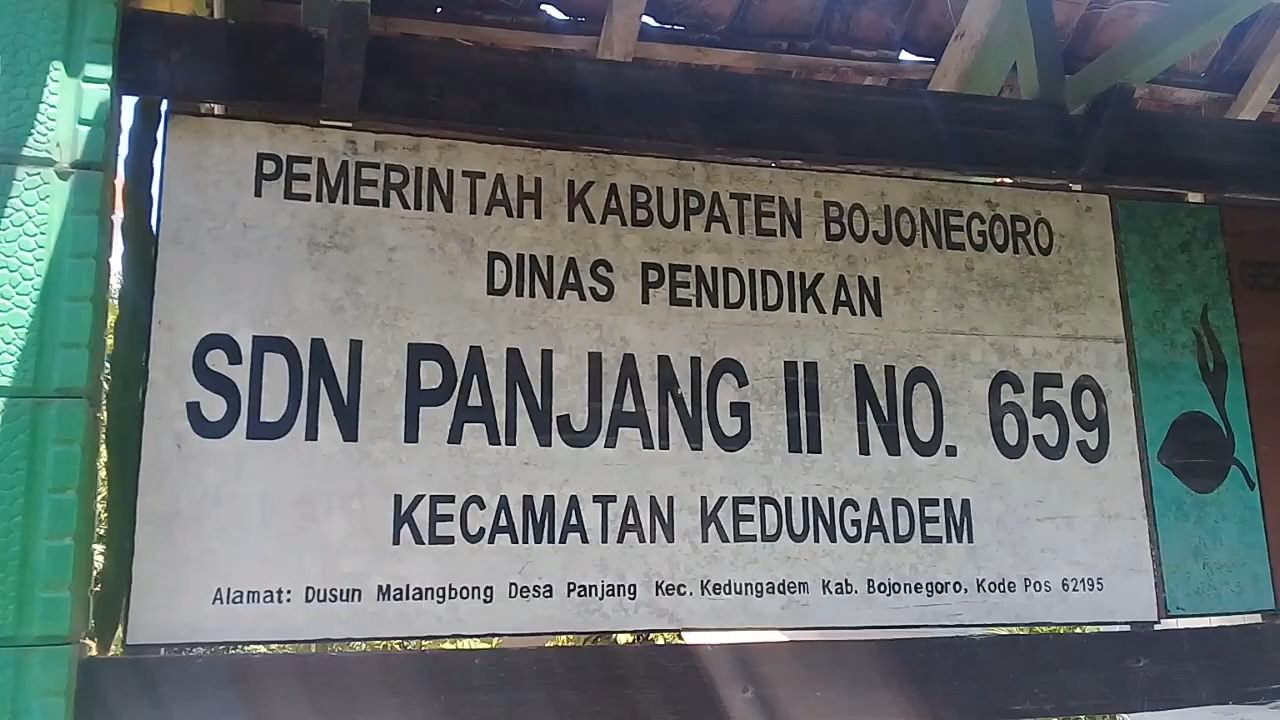 PEMERINTAH KABUPATEN BOJONEGORO
DINAS PENDIDIKAN
SDN PANJANG II NO. 659
KECAMATAN KEDUNGADEM
Alamat: Dusun Malangbong Desa Panjang Kec. Kedungadem Kab. Bojonegoro, Kode Pos 62195